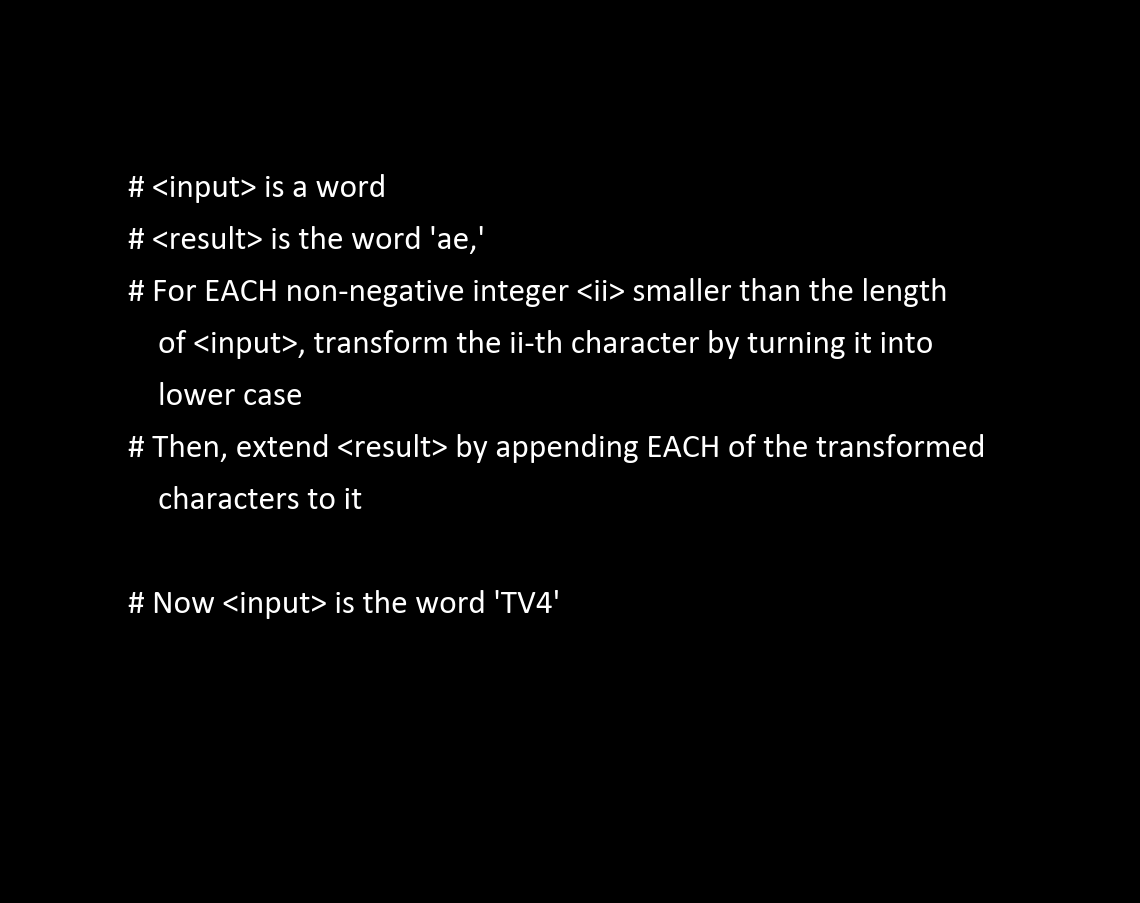 # <input> is a word
# <result> is the word 'ae,'
# For EACH non-negative integer <ii> smaller than the length
of <input>, transform the ii-th character by turning it into
lower case
# Then, extend <result> by appending EACH of the transformed
characters to it
# Now <input> is the word 'TV4'